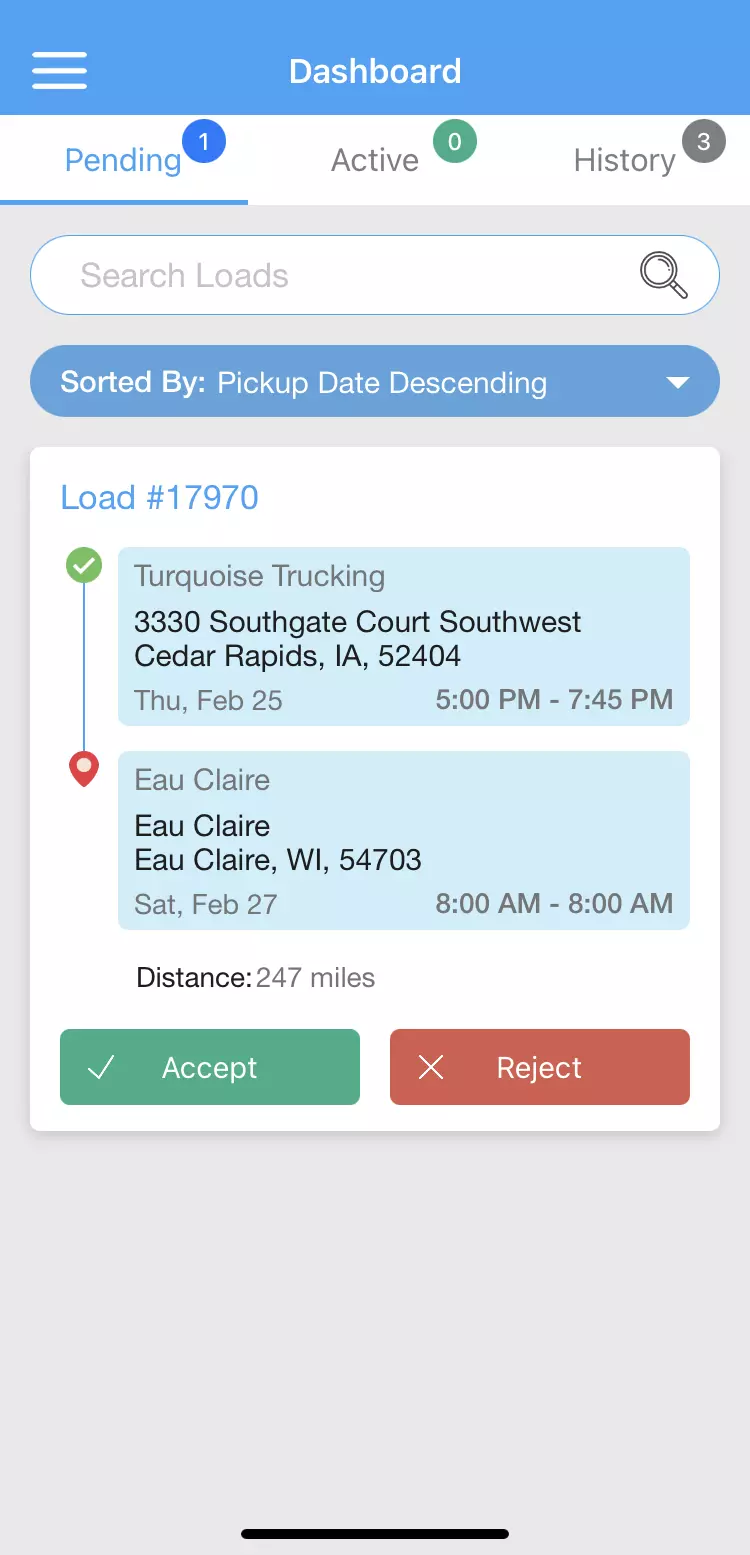 Dashboard
Pending 1
Active 0
History 3
Search Loads
Sorted By: Pickup Date Descending
Load #17970
Turquoise Trucking
3330 Southgate Court Southwest
Cedar Rapids, IA, 52404
Thu, Feb 25 5:00 PM - 7:45 PM
Eau Claire
Eau Claire
Eau Claire, WI, 54703
Sat, Feb 27 8:00 AM - 8:00 AM
Distance: 247 miles
Accept
Reject